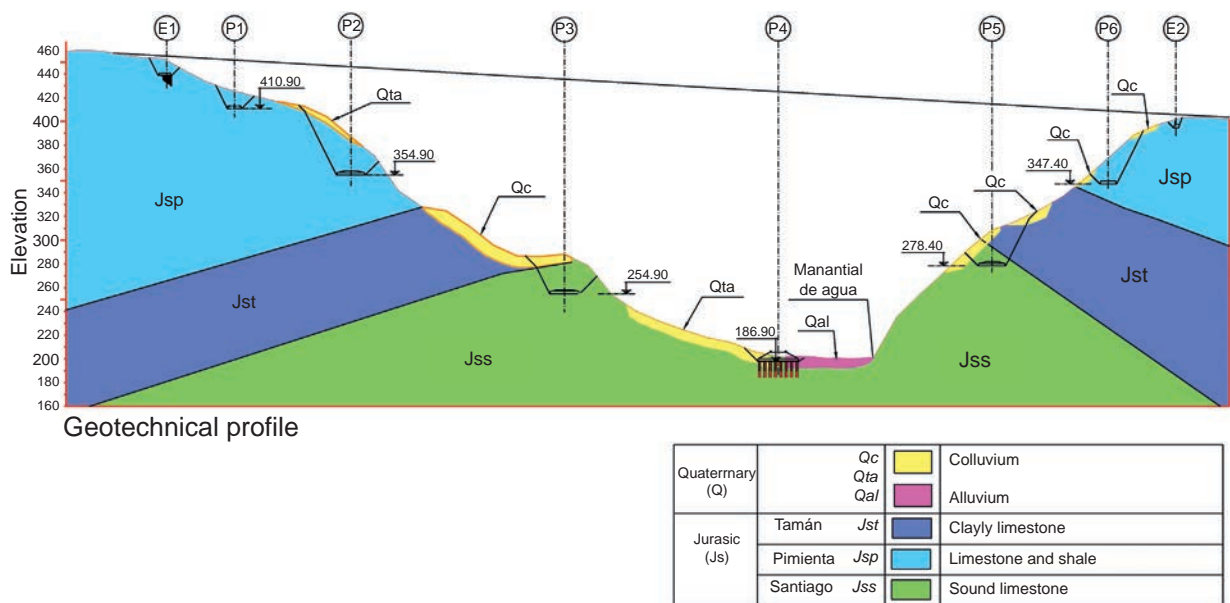 E1 P1 P2 P3 P4 P5 P6 E2
460
440
420
400
380
360
340
320
300
280
260
240
220
200
180
160
Elevation
410.90
Qta
354.90
Qc
Jsp
Jst
Jss
254.90
Qta
186.90
Manantial
de agua
Qal
278.40
Qc
Qc
347.40
Qc
Qc
Jsp
Jst
Jss
Geotechnical profile
Quaternnary
(Q)
Qc Colluvium
Qta
Qal Alluvium
Jurasic
(Js)
Tamán Jst Clayly limestone
Pimienta Jsp Limestone and shale
Santiago Jss Sound limestone